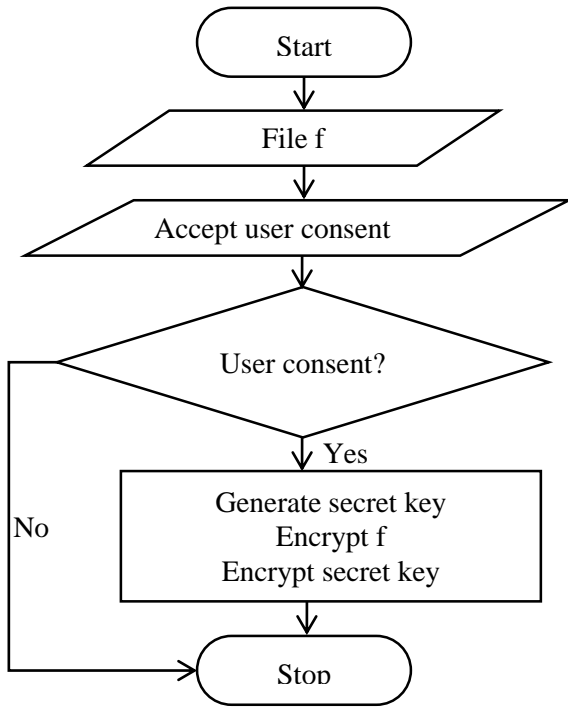 Start
File f
Accept user consent
User consent?
Yes
Generate secret key
Encrypt f
No
Encrypt secret key
Stop